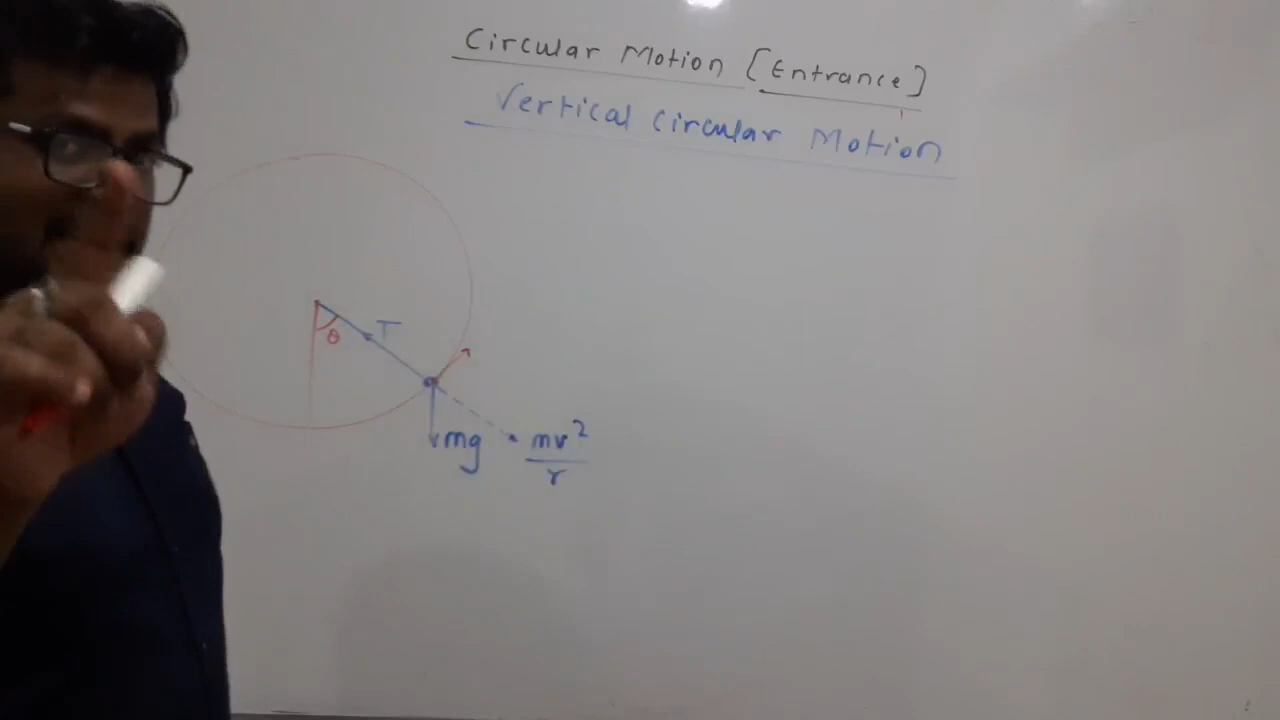 Circular Motion [Entrance]
Vertical Circular Motion
T
θ
mg
mv²
r